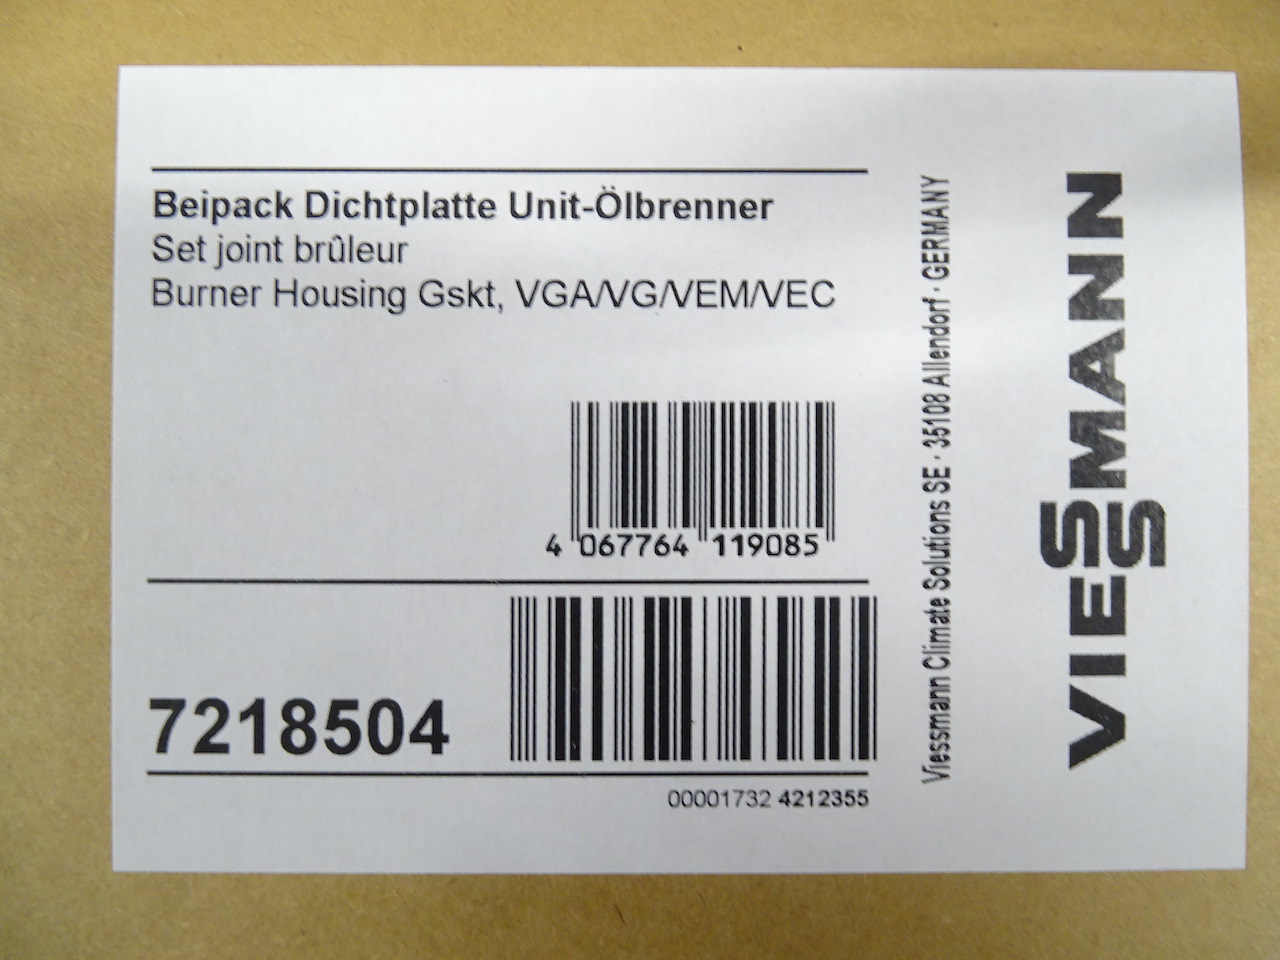 Beipack Dichtplatte Unit-Ölbrenner
Set joint brûleur
Burner Housing Gskt, VGA/VG/VEM/VEC
4 067764 119085
7218504
00001732 4212355
Viessmann Climate Solutions SE · 35108 Allendorf · GERMANY
VIESSMANN